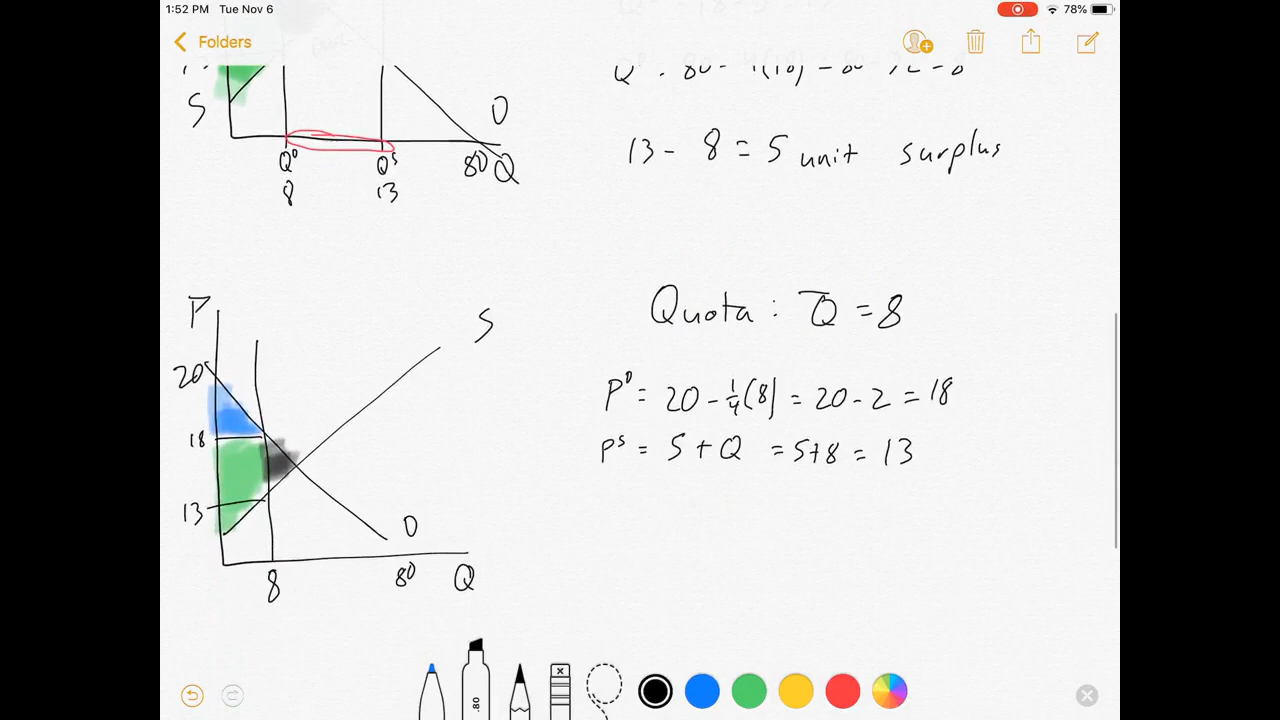 1:52 PM Tue Nov 6
78%
Folders
S
D
Q^D Q^S 80 Q
8 13
13 - 8 = 5 unit surplus
P
S
20
18
13
D
8 80 Q
Quota: Q̅ = 8
P^D = 20 - 1/4(8) = 20 - 2 = 18
P^S = 5 + Q = 5+8 = 13
.80